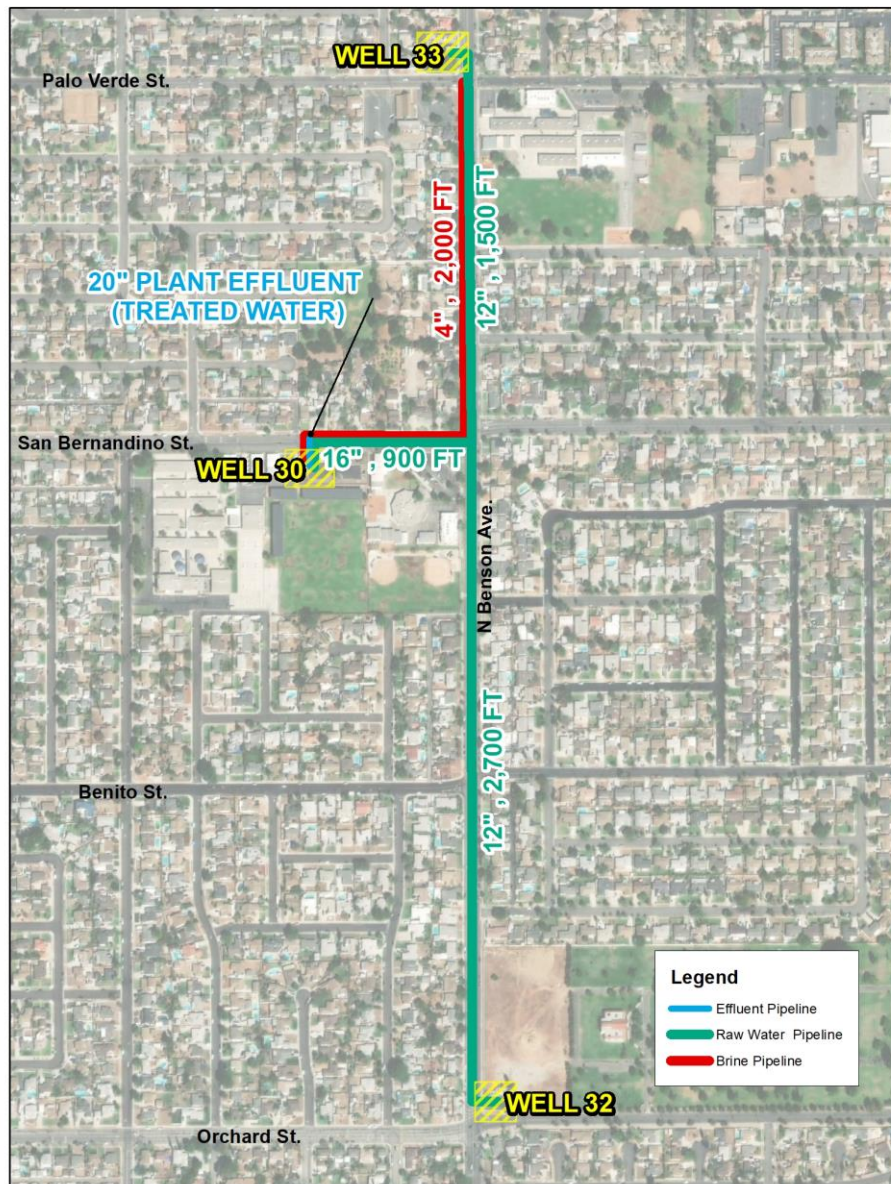 WELL 33
Palo Verde St.
4" , 2,000 FT
12" , 1,500 FT
20" PLANT EFFLUENT
(TREATED WATER)
San Bernandino St.
16" , 900 FT
WELL 30
N Benson Ave.
12" , 2,700 FT
Benito St.
Legend
Effluent Pipeline
Raw Water Pipeline
Brine Pipeline
WELL 32
Orchard St.